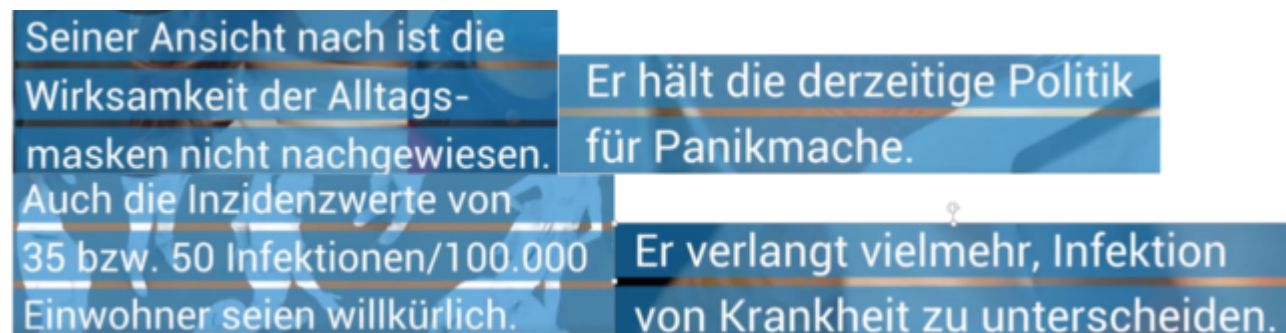 Seiner Ansicht nach ist die
Wirksamkeit der Alltags-
masken nicht nachgewiesen.
Er hält die derzeitige Politik
für Panikmache.
Auch die Inzidenzwerte von
35 bzw. 50 Infektionen/100.000
Einwohner seien willkürlich.
Er verlangt vielmehr, Infektion
von Krankheit zu unterscheiden.